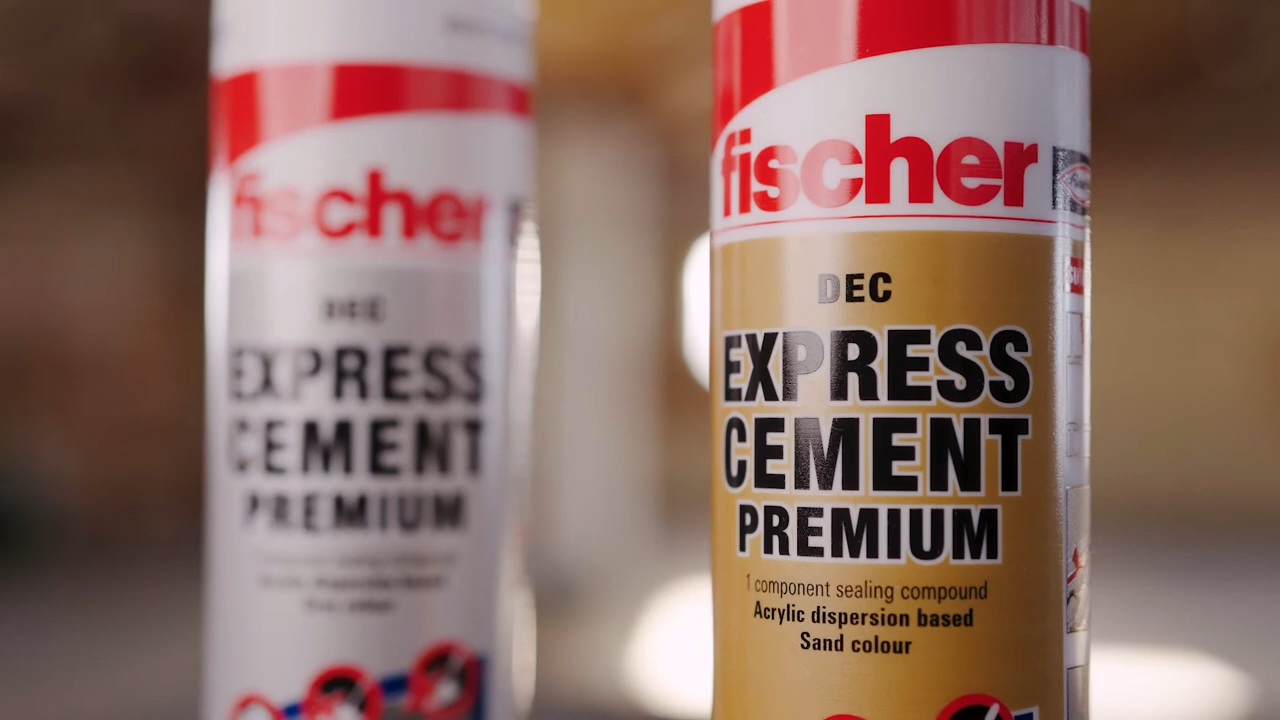 fischer
DEC
EXPRESS
CEMENT
PREMIUM
fischer
DEC
EXPRESS
CEMENT
PREMIUM
1 component sealing compound
Acrylic dispersion based
Sand colour